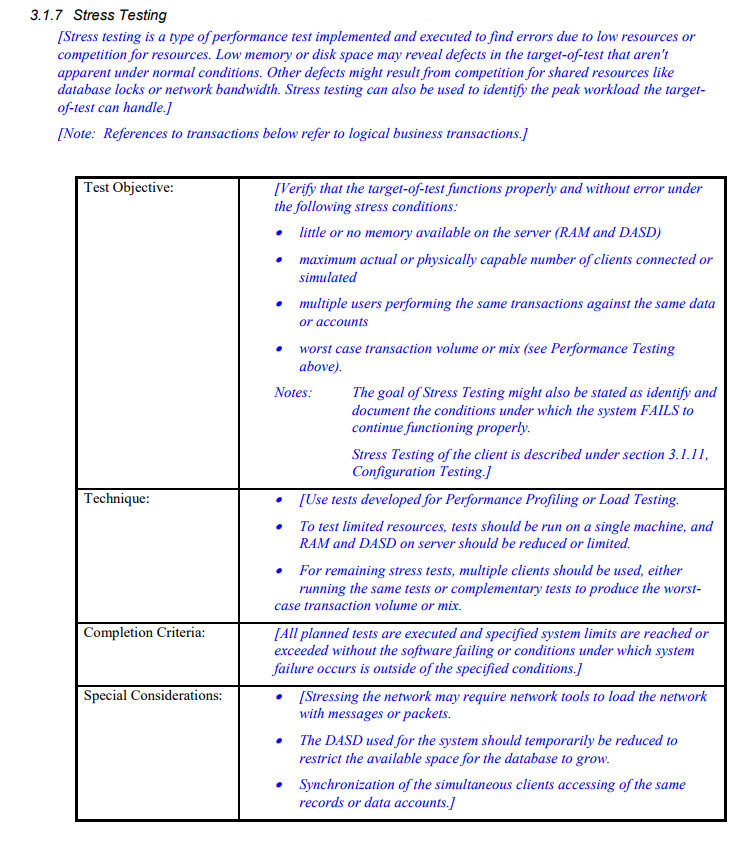 3.1.7 Stress Testing
[Stress testing is a type of performance test implemented and executed to find errors due to low resources or
competition for resources. Low memory or disk space may reveal defects in the target-of-test that aren't
apparent under normal conditions. Other defects might result from competition for shared resources like
database locks or network bandwidth. Stress testing can also be used to identify the peak workload the target-
of-test can handle.]
[Note: References to transactions below refer to logical business transactions.]
Test Objective:
[Verify that the target-of-test functions properly and without error under
the following stress conditions:
• little or no memory available on the server (RAM and DASD)
• maximum actual or physically capable number of clients connected or
simulated
• multiple users performing the same transactions against the same data
or accounts
• worst case transaction volume or mix (see Performance Testing
above).
Notes: The goal of Stress Testing might also be stated as identify and
document the conditions under which the system FAILS to
continue functioning properly.
Stress Testing of the client is described under section 3.1.11,
Configuration Testing.]
Technique:
• [Use tests developed for Performance Profiling or Load Testing.
• To test limited resources, tests should be run on a single machine, and
RAM and DASD on server should be reduced or limited.
• For remaining stress tests, multiple clients should be used, either
running the same tests or complementary tests to produce the worst-
case transaction volume or mix.
Completion Criteria:
[All planned tests are executed and specified system limits are reached or
exceeded without the software failing or conditions under which system
failure occurs is outside of the specified conditions.]
Special Considerations:
• [Stressing the network may require network tools to load the network
with messages or packets.
• The DASD used for the system should temporarily be reduced to
restrict the available space for the database to grow.
• Synchronization of the simultaneous clients accessing of the same
records or data accounts.]